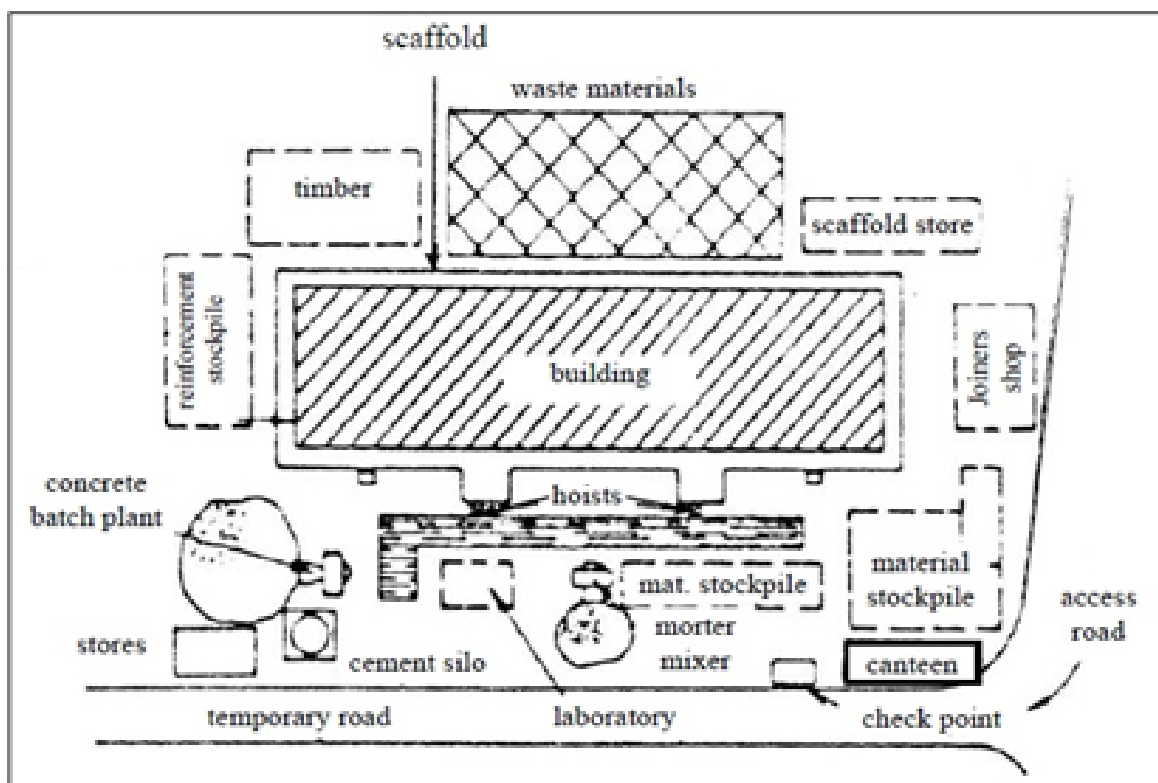 scaffold
waste materials
timber
scaffold store
reinforcement
stockpile
building
Joiners
shop
concrete
batch plant
hoists
mat. stockpile
material
stockpile
access
road
stores
cement silo
morter
mixer
canteen
temporary road
laboratory
check point